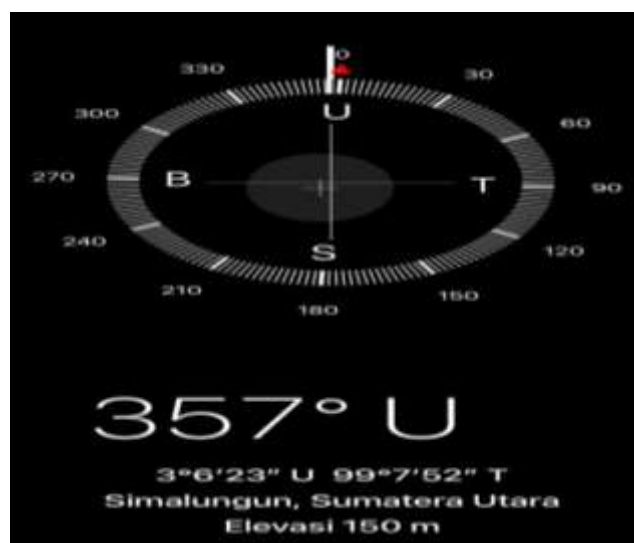 0
330
30
U
300
60
270
B
T
90
240
120
S
210
150
180
357° U
3°6'23" U 99°7'52" T
Simalungun, Sumatera Utara
Elevasi 150 m